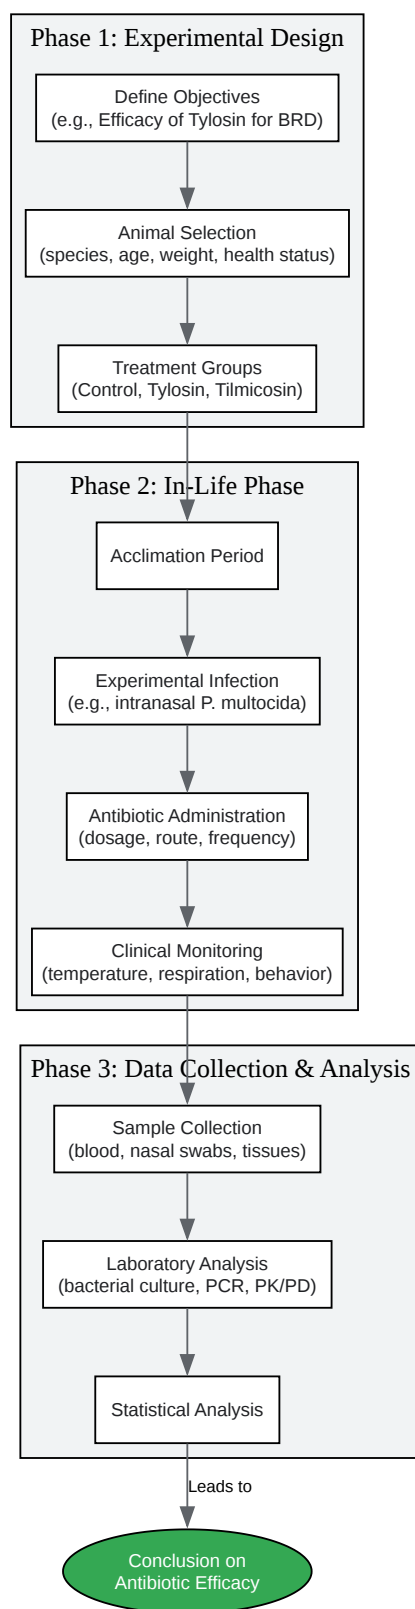 Phase 1: Experimental Design
Define Objectives
(e.g., Efficacy of Tylosin for BRD)
Animal Selection
(species, age, weight, health status)
Treatment Groups
(Control, Tylosin, Tilmicosin)
Phase 2: In-Life Phase
Acclimation Period
Experimental Infection
(e.g., intranasal P. multocida)
Antibiotic Administration
(dosage, route, frequency)
Clinical Monitoring
(temperature, respiration, behavior)
Phase 3: Data Collection & Analysis
Sample Collection
(blood, nasal swabs, tissues)
Laboratory Analysis
(bacterial culture, PCR, PK/PD)
Statistical Analysis
Leads to
Conclusion on
Antibiotic Efficacy